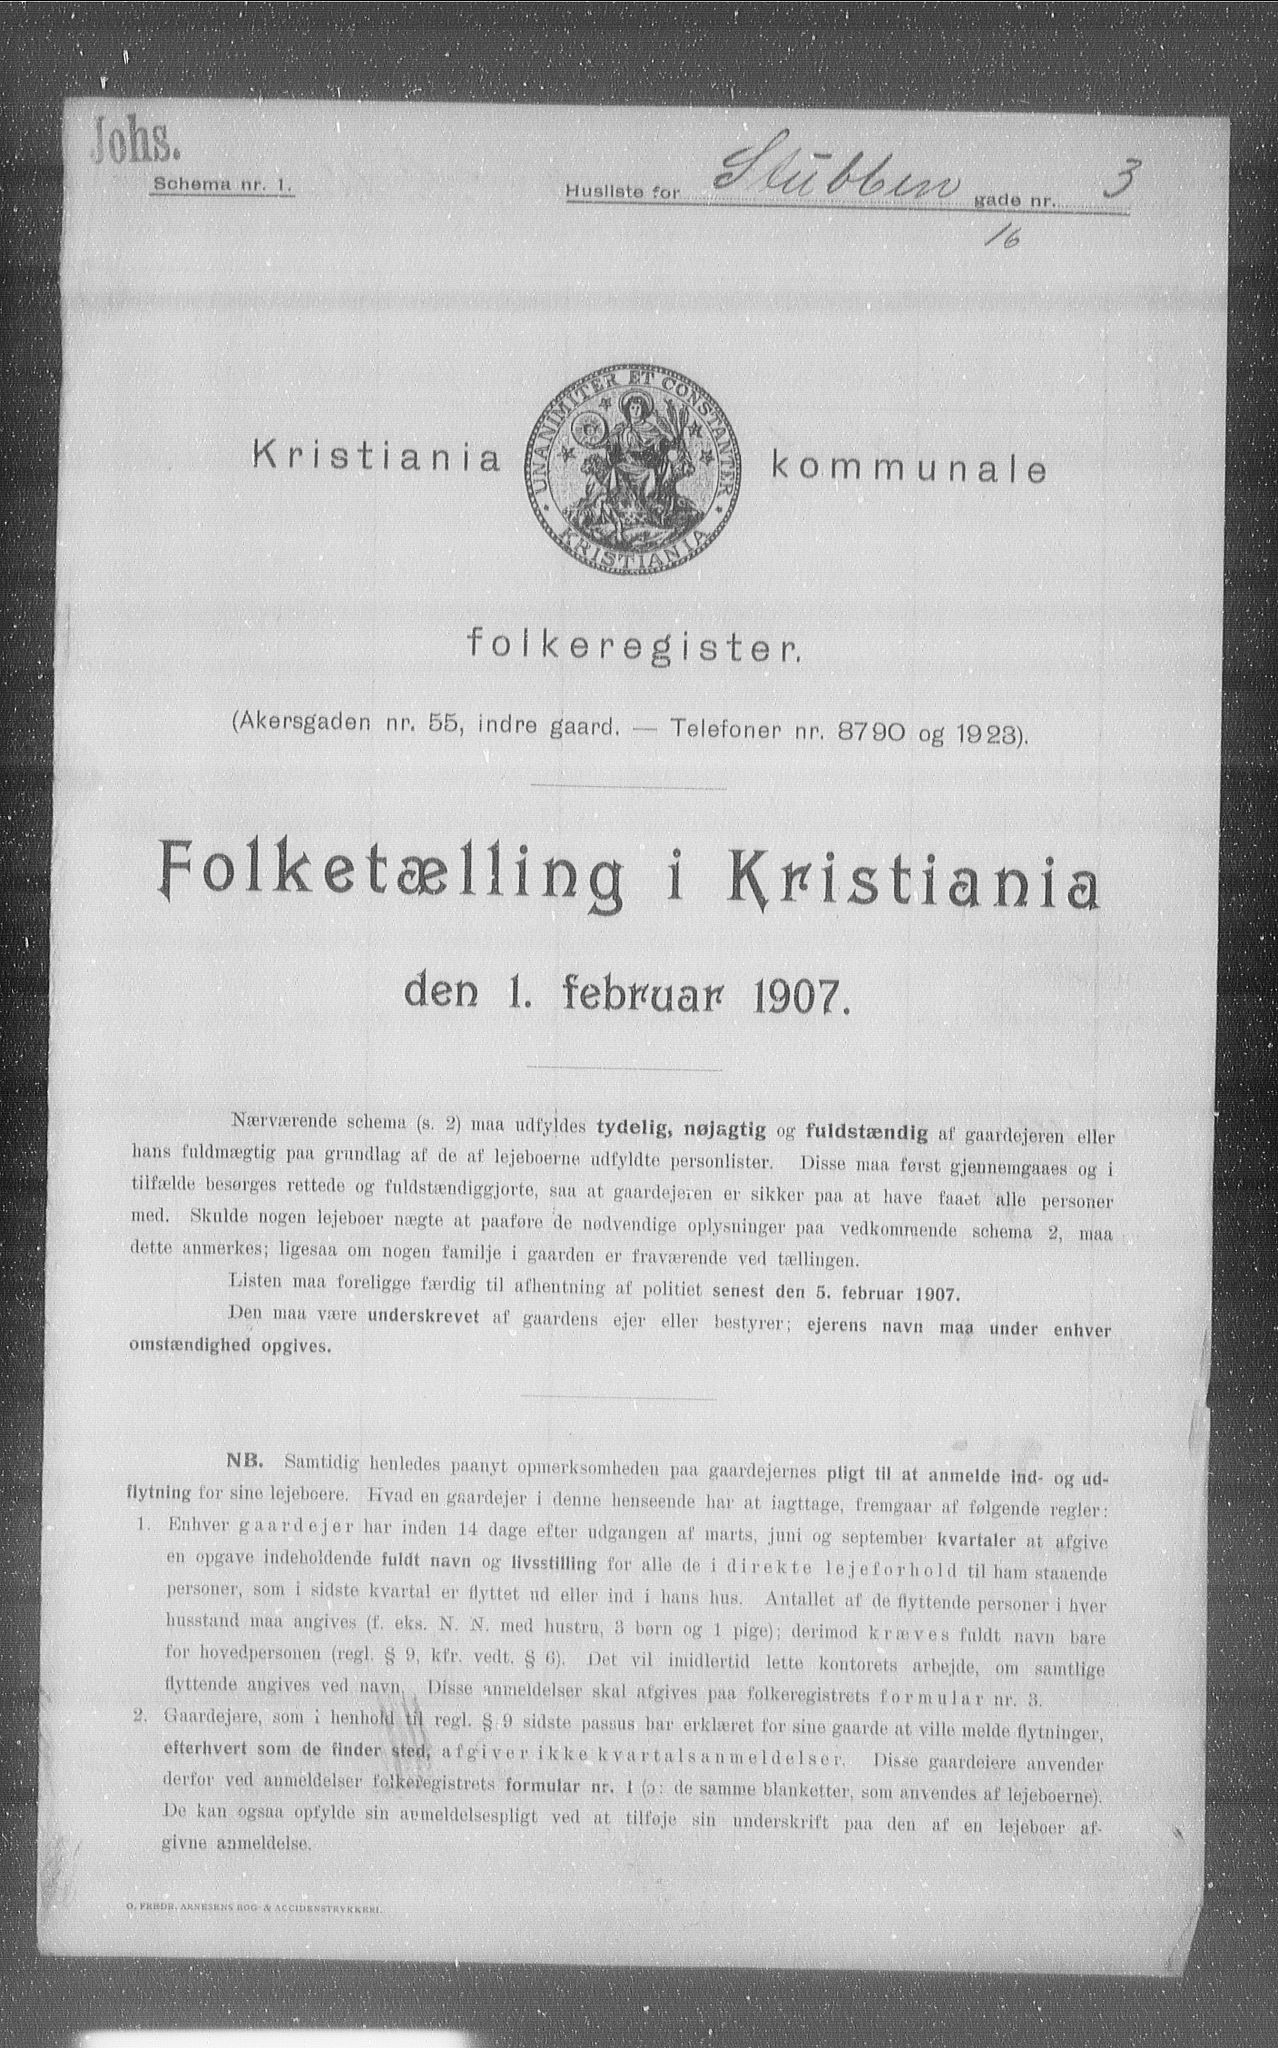 Johs.
Schema nr. 1.
Husliste for Stubben gade nr. 3
16
UNANIMITER ET CONSTANTER
KRISTIANIA
Kristiania kommunale
folkeregister.
(Akersgaden nr. 55, indre gaard. — Telefoner nr. 8790 og 1923).
Folketælling i Kristiania
den 1. februar 1907.
Nærværende schema (s. 2) maa udfyldes tydelig, nøjagtig og fuldstændig af gaardejeren eller
hans fuldmægtig paa grundlag af de af lejeboerne udfyldte personlister. Disse maa først gjennemgaaes og i
tilfælde besørges rettede og fuldstændiggjorte, saa at gaardejeren er sikker paa at have faaet alle personer
med. Skulde nogen lejeboer nægte at paaføre de nødvendige oplysninger paa vedkommende schema 2, maa
dette anmerkes; ligesaa om nogen familje i gaarden er fraværende ved tællingen.
Listen maa foreligge færdig til afhentning af politiet senest den 5. februar 1907.
Den maa være underskrevet af gaardens ejer eller bestyrer; ejerens navn maa under enhver
omstændighed opgives.
NB. Samtidig henledes paanyt opmerksomheden paa gaardejernes pligt til at anmelde ind- og ud-
flytning for sine lejeboere. Hvad en gaardejer i denne henseende har at iagttage, fremgaar af følgende regler:
1. Enhver gaardejer har inden 14 dage efter udgangen af marts, juni og september kvartaler at afgive
en opgave indeholdende fuldt navn og livsstilling for alle de i direkte lejeforhold til ham staaende
personer, som i sidste kvartal er flyttet ud eller ind i hans hus. Antallet af de flyttende personer i hver
husstand maa angives (f. eks. N. N. med hustru, 3 børn og 1 pige); derimod kræves fuldt navn bare
for hovedpersonen (regl. § 9, kfr. vedt. § 6). Det vil imidlertid lette kontorets arbejde, om samtlige
flyttende angives ved navn. Disse anmeldelser skal afgives paa folkeregistrets formular nr. 3.
2. Gaardejere, som i henhold til regl. § 9 sidste passus har erklæret for sine gaarde at ville melde flytninger,
efterhvert som de finder sted, afgiver ikke kvartalsanmeldelser. Disse gaardeiere anvender
derfor ved anmeldelser folkeregistrets formular nr. 1 (ɔ: de samme blanketter, som anvendes af lejeboerne).
De kan ogsaa opfylde sin anmeldelsespligt ved at tilføje sin underskrift paa den af en lejeboer af-
givne anmeldelse.
O. FREDR. ARNESENS BOG- & ACCIDENSTRYKKERI.